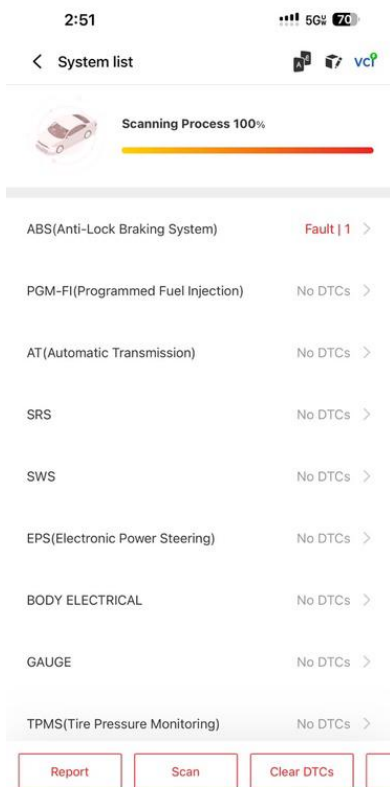 2:51 5G 70
System list vci
Scanning Process 100%
ABS(Anti-Lock Braking System) Fault | 1
PGM-FI(Programmed Fuel Injection) No DTCs
AT(Automatic Transmission) No DTCs
SRS No DTCs
SWS No DTCs
EPS(Electronic Power Steering) No DTCs
BODY ELECTRICAL No DTCs
GAUGE No DTCs
TPMS(Tire Pressure Monitoring) No DTCs
Report Scan Clear DTCs